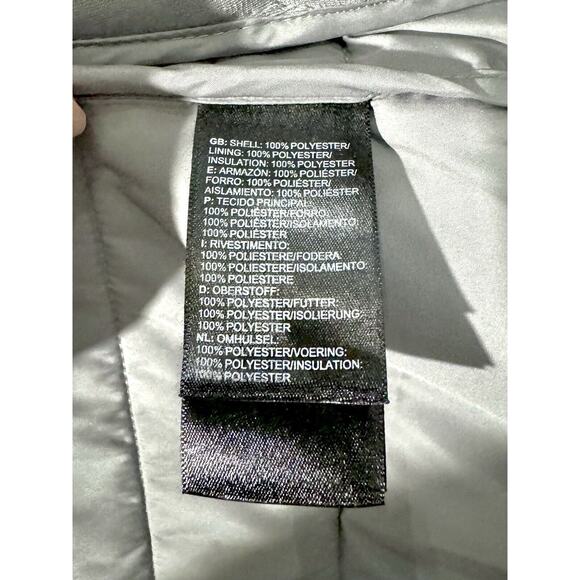 GB: SHELL: 100% POLYESTER/
LINING: 100% POLYESTER/
INSULATION: 100% POLYESTER
E: ARMAZÓN: 100% POLIÉSTER/
FORRO: 100% POLIÉSTER/
AISLAMIENTO: 100% POLIÉSTER
P: TECIDO PRINCIPAL:
100% POLIÉSTER/FORRO:
100% POLIÉSTER/ISOLAMENTO:
100% POLIÉSTER
I: RIVESTIMENTO:
100% POLIESTERE/FODERA:
100% POLIESTERE/ISOLAMENTO:
100% POLIESTERE
D: OBERSTOFF:
100% POLYESTER/FUTTER:
100% POLYESTER/ISOLIERUNG:
100% POLYESTER
NL: OMHULSEL:
100% POLYESTER/VOERING:
100% POLYESTER/INSULATION:
100% POLYESTER